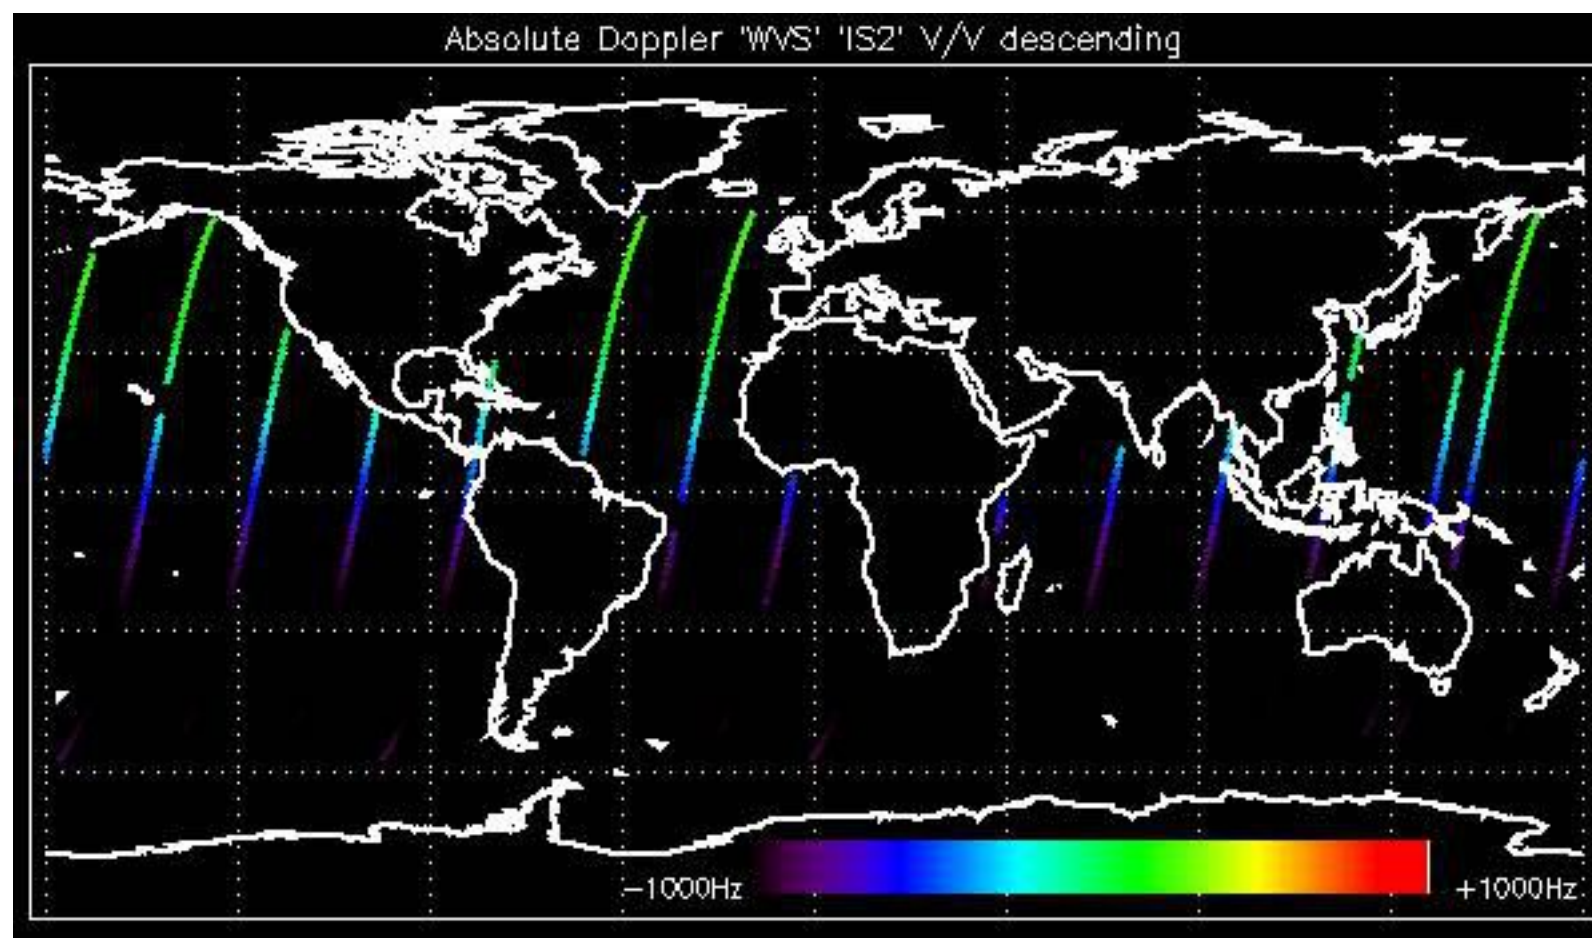 Absolute Doppler 'WVS' 'IS2' V/V descending
-1000Hz +1000Hz